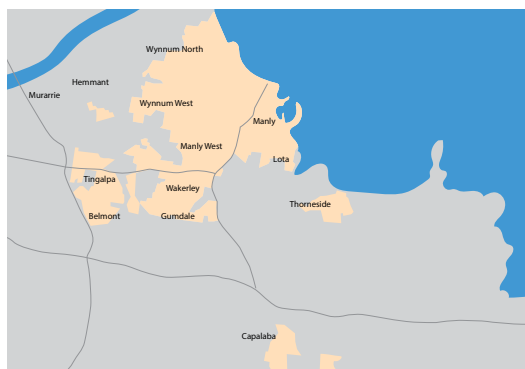 Wynnum North
Hemmant
Murarrie
Wynnum West
Manly
Manly West
Lota
Tingalpa
Wakerley
Thorneside
Belmont
Gumdale
Capalaba